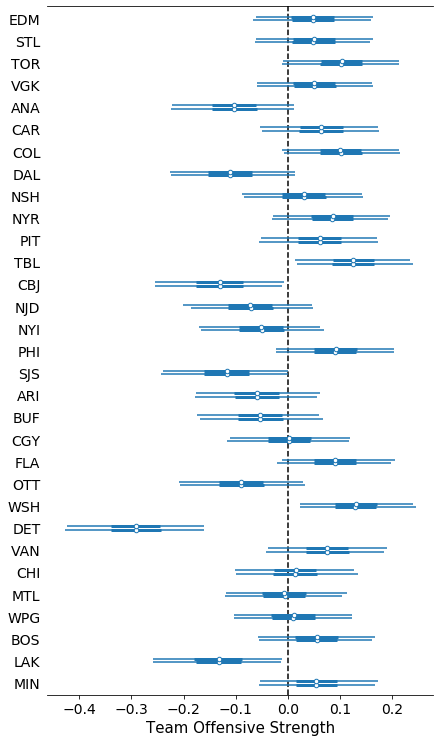 EDM
STL
TOR
VGK
ANA
CAR
COL
DAL
NSH
NYR
PIT
TBL
CBJ
NJD
NYI
PHI
SJS
ARI
BUF
CGY
FLA
OTT
WSH
DET
VAN
CHI
MTL
WPG
BOS
LAK
MIN
−0.4 −0.3 −0.2 −0.1 0.0 0.1 0.2
Team Offensive Strength